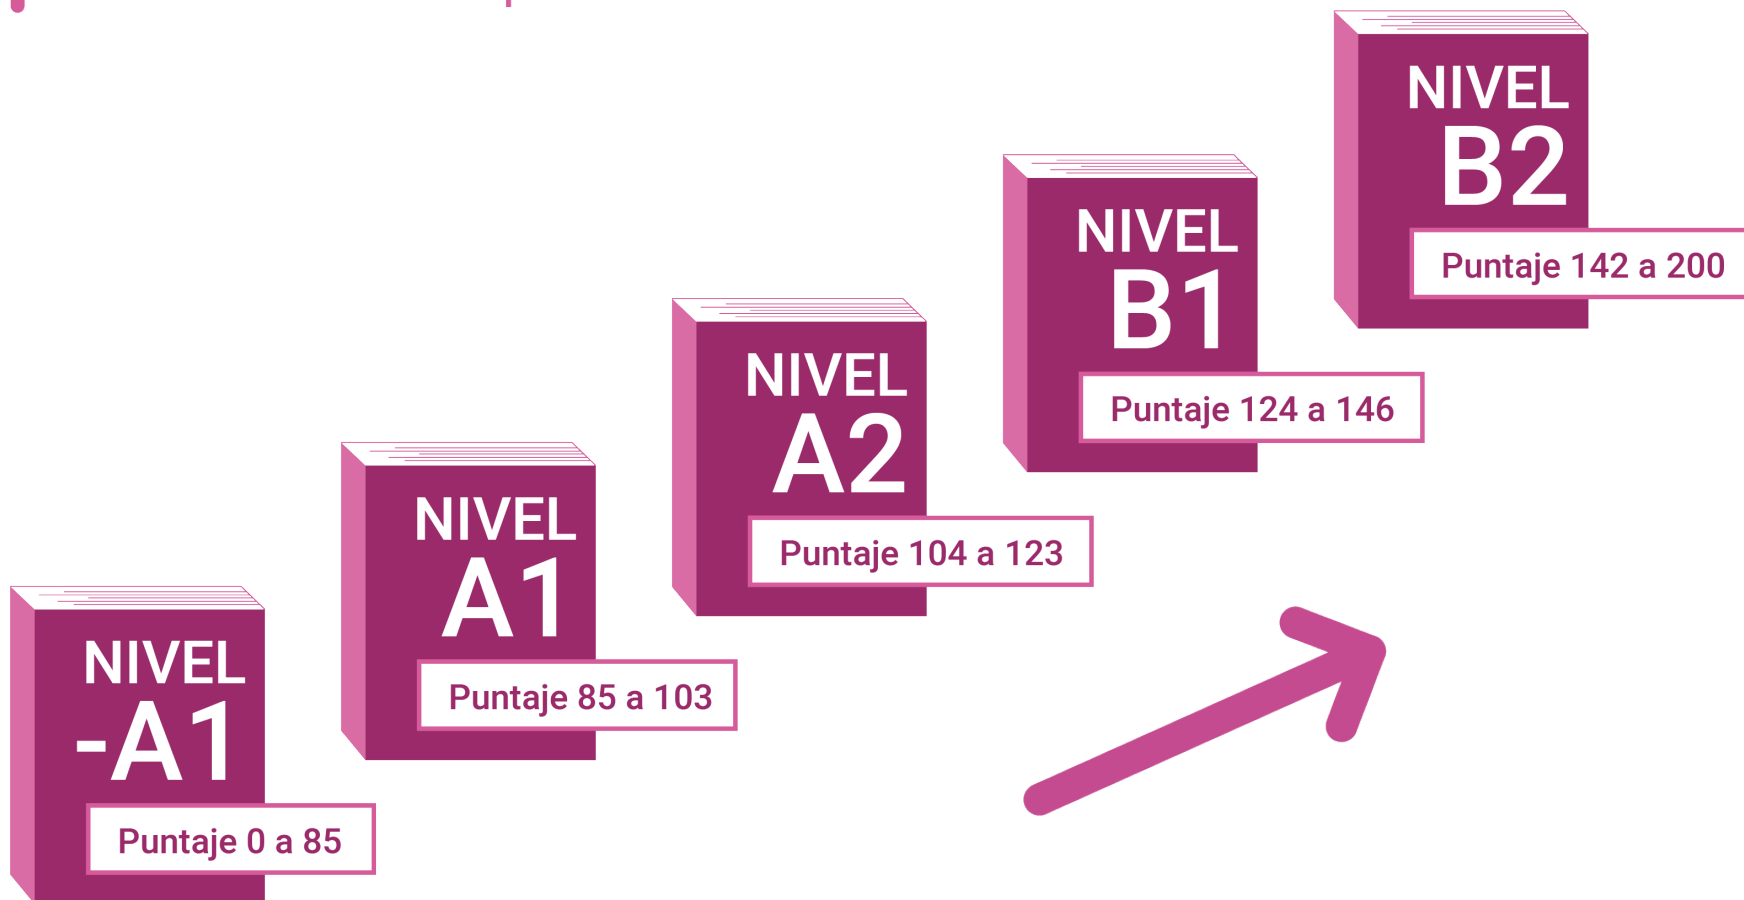 NIVEL
-A1
Puntaje 0 a 85
NIVEL
A1
Puntaje 85 a 103
NIVEL
A2
Puntaje 104 a 123
NIVEL
B1
Puntaje 124 a 146
NIVEL
B2
Puntaje 142 a 200